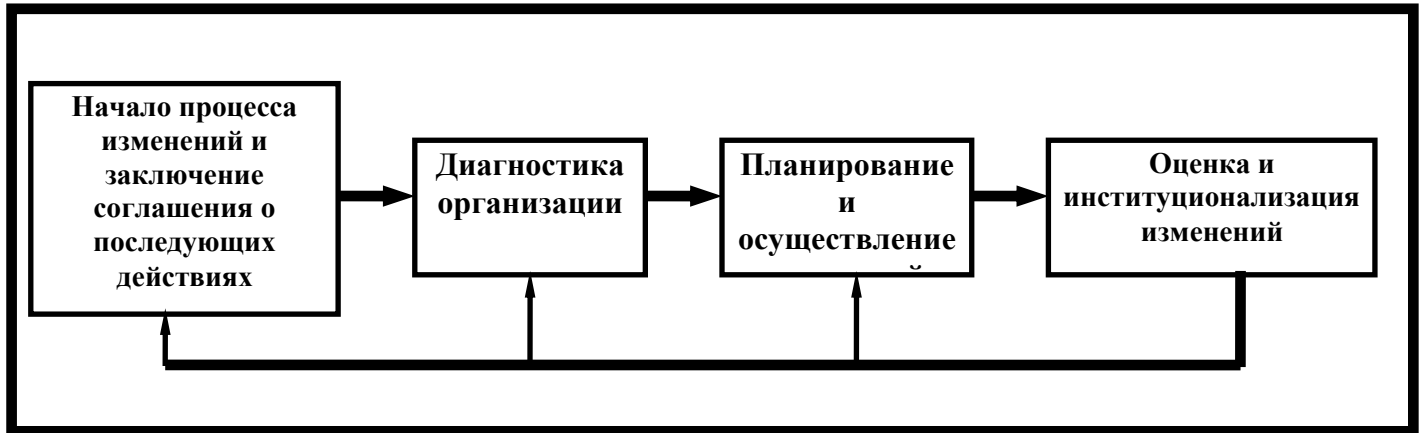 Начало процесса
изменений и
заключение
соглашения о
последующих
действиях
Диагностика
организации
Планирование
и
осуществление
Оценка и
институционализация
изменений